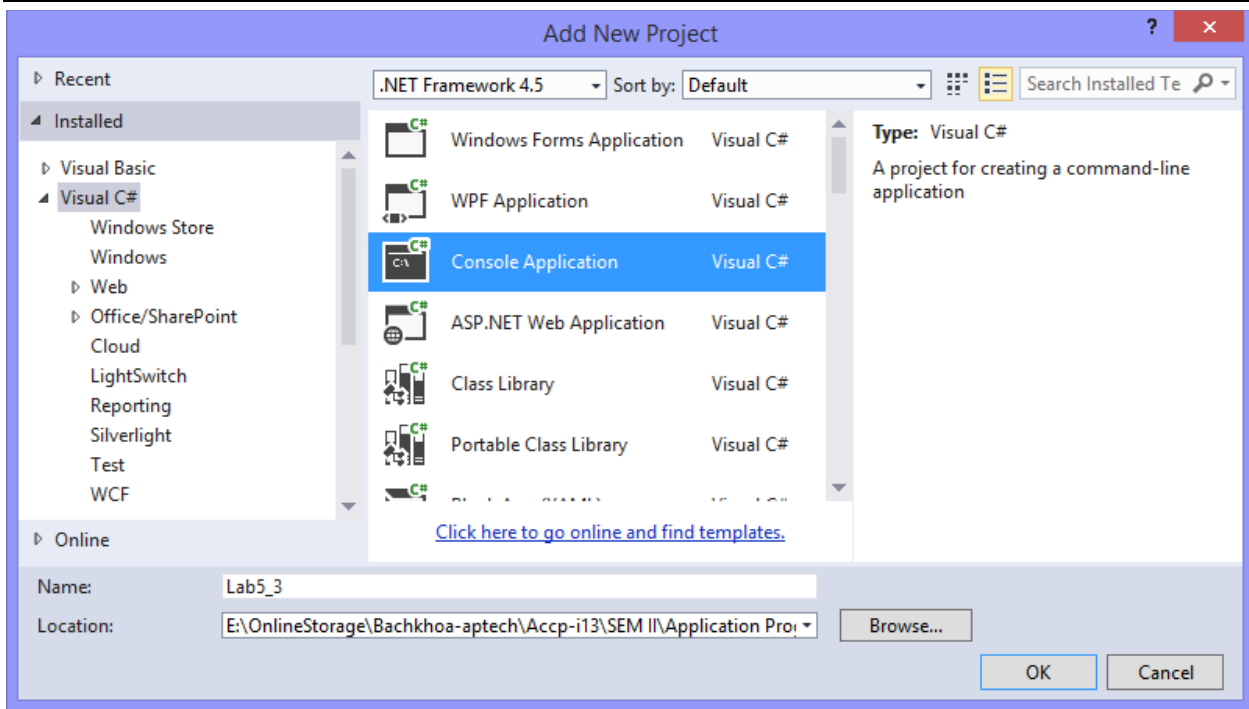 Add New Project
?
Recent
Installed
Visual Basic
Visual C#
Windows Store
Windows
Web
Office/SharePoint
Cloud
LightSwitch
Reporting
Silverlight
Test
WCF
Online
.NET Framework 4.5 Sort by: Default
Search Installed Te
Windows Forms Application Visual C#
WPF Application Visual C#
Console Application Visual C#
ASP.NET Web Application Visual C#
Class Library Visual C#
Portable Class Library Visual C#
Click here to go online and find templates.
Type: Visual C#
A project for creating a command-line
application
Name: Lab5_3
Location: E:\OnlineStorage\Bachkhoa-aptech\Accp-i13\SEM II\Application Pro
Browse...
OK Cancel